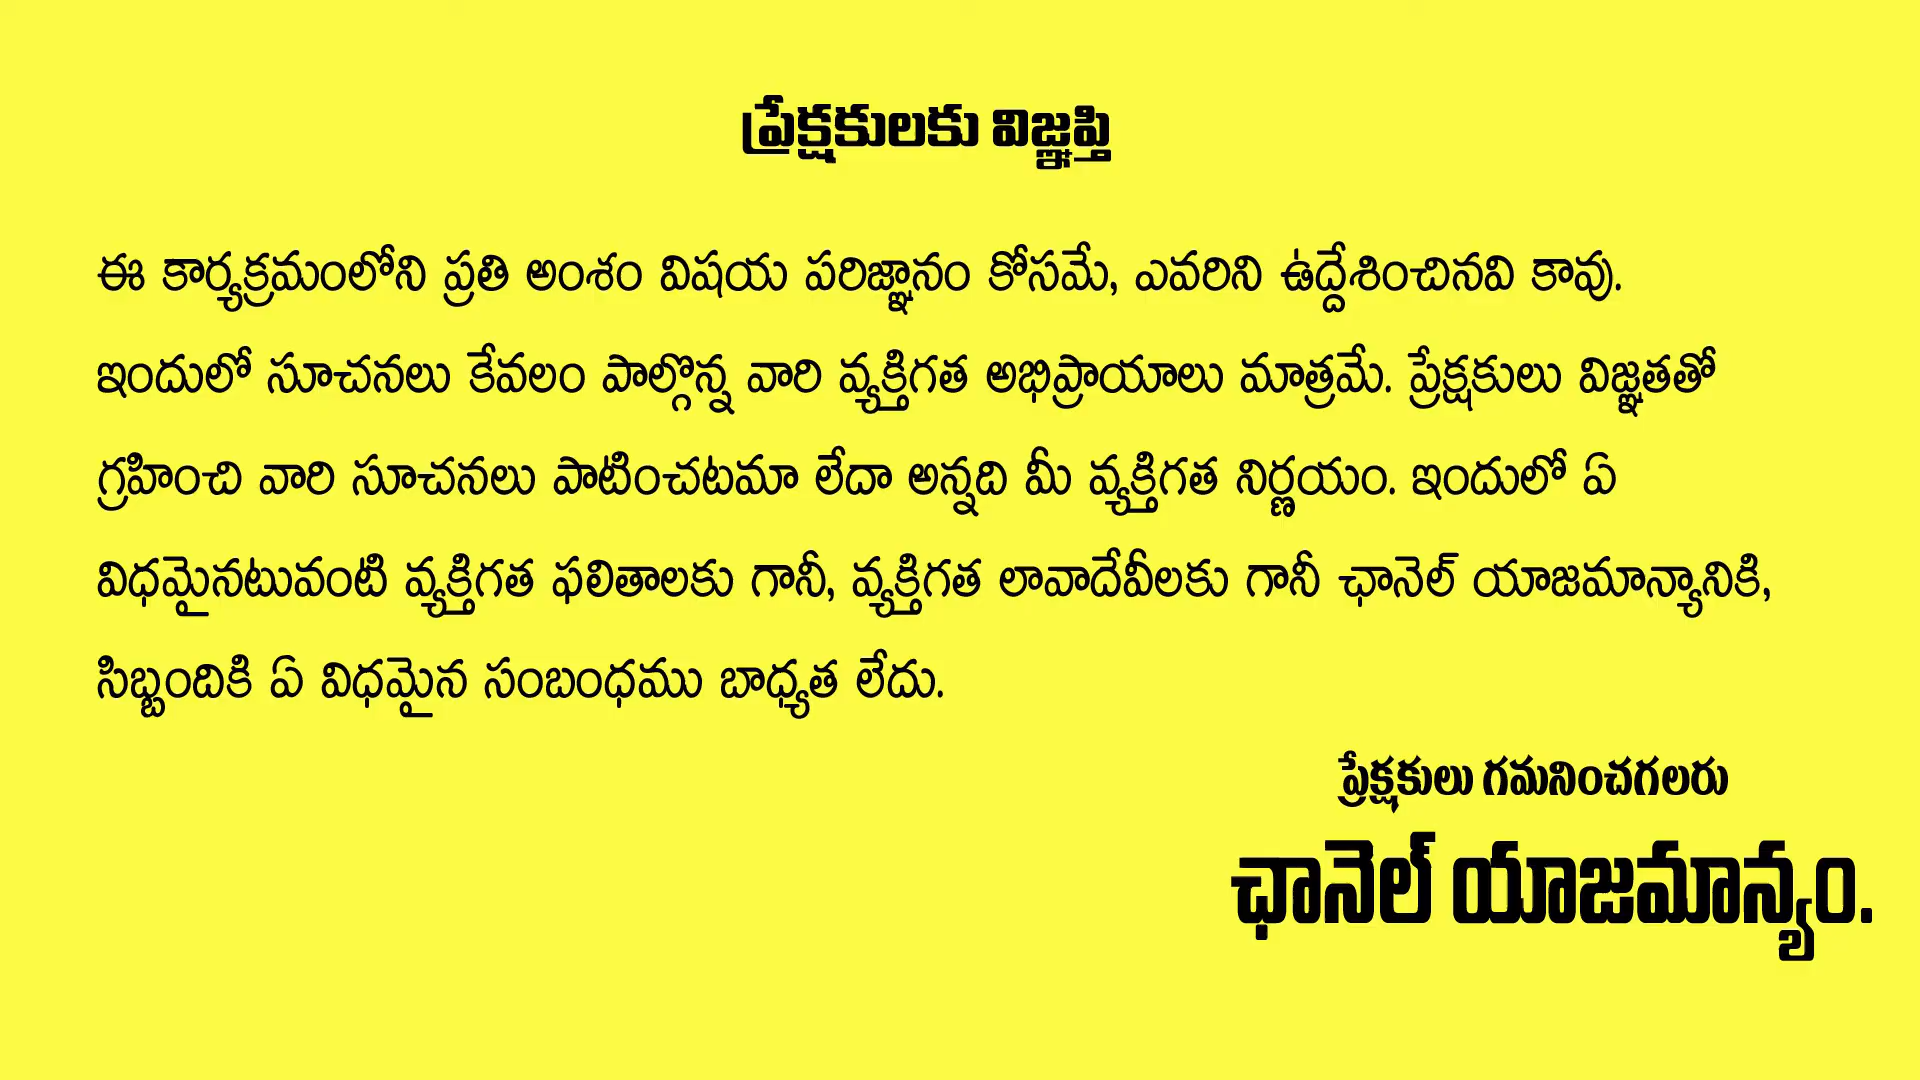 ప్రేక్షకులకు విజ్ఞప్తి
ఈ కార్యక్రమంలోని ప్రతి అంశం విషయ పరిజ్ఞానం కోసమే, ఎవరిని ఉద్దేశించినవి కావు.
ఇందులో సూచనలు కేవలం పాల్గొన్న వారి వ్యక్తిగత అభిప్రాయాలు మాత్రమే. ప్రేక్షకులు విజ్ఞతతో
గ్రహించి వారి సూచనలు పాటించటమా లేదా అన్నది మీ వ్యక్తిగత నిర్ణయం. ఇందులో ఏ
విధమైనటువంటి వ్యక్తిగత ఫలితాలకు గానీ, వ్యక్తిగత లావాదేవీలకు గానీ ఛానెల్ యాజమాన్యానికి,
సిబ్బందికి ఏ విధమైన సంబంధము బాధ్యత లేదు.
ప్రేక్షకులు గమనించగలరు
ఛానెల్ యాజమాన్యం.